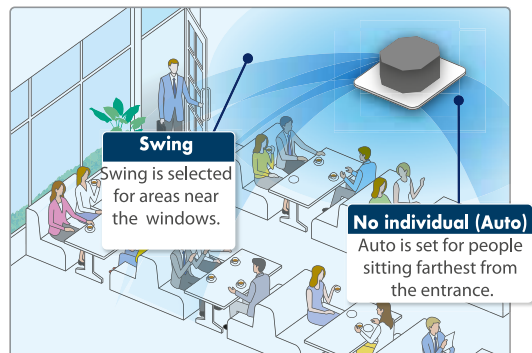 Swing
Swing is selected
for areas near
the windows.
No individual (Auto)
Auto is set for people
sitting farthest from
the entrance.